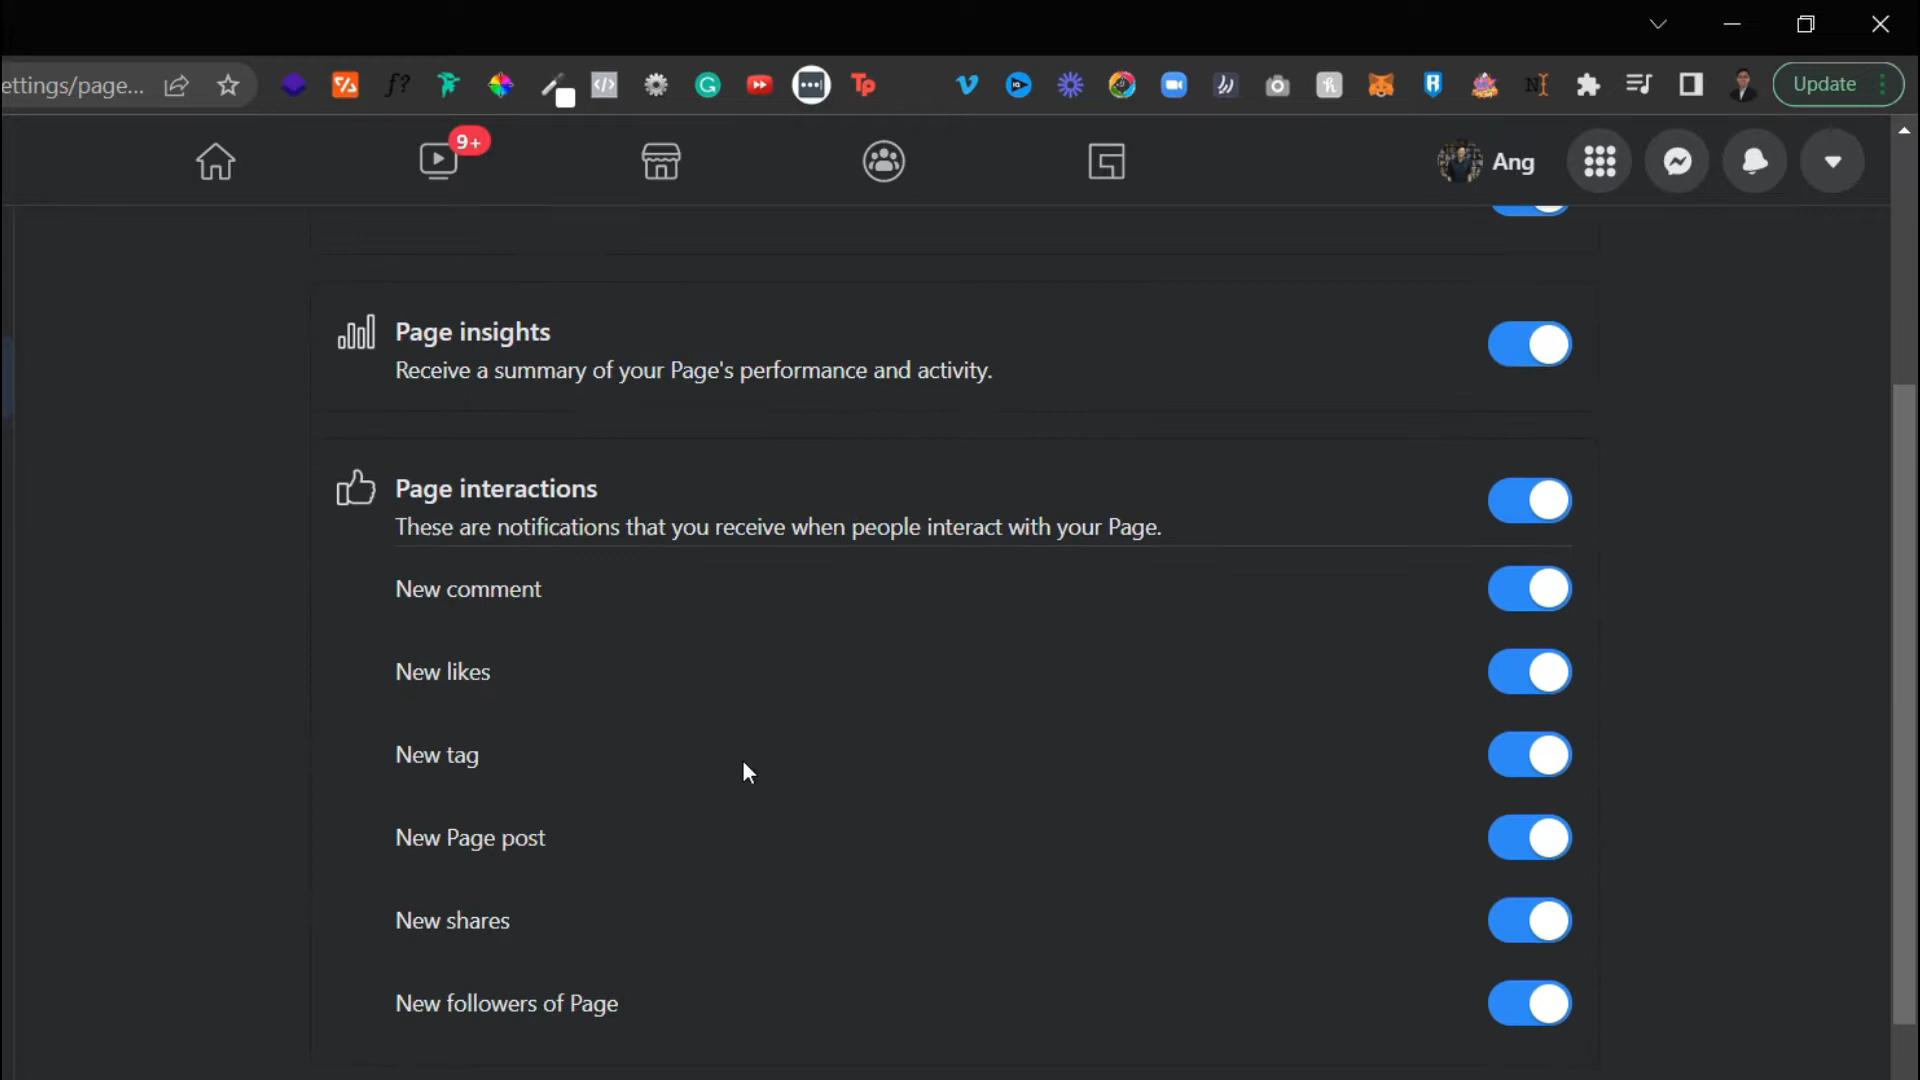 ettings/page...
Update
9+
Ang
Page insights
Receive a summary of your Page's performance and activity.
Page interactions
These are notifications that you receive when people interact with your Page.
New comment
New likes
New tag
New Page post
New shares
New followers of Page